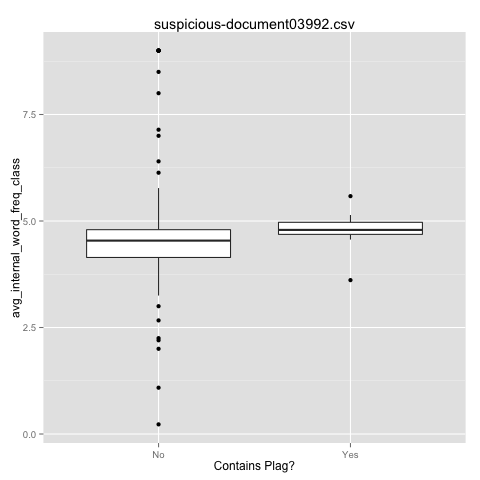 suspicious-document03992.csv
avg_internal_word_freq_class
7.5
5.0
2.5
0.0
No
Yes
Contains Plag?